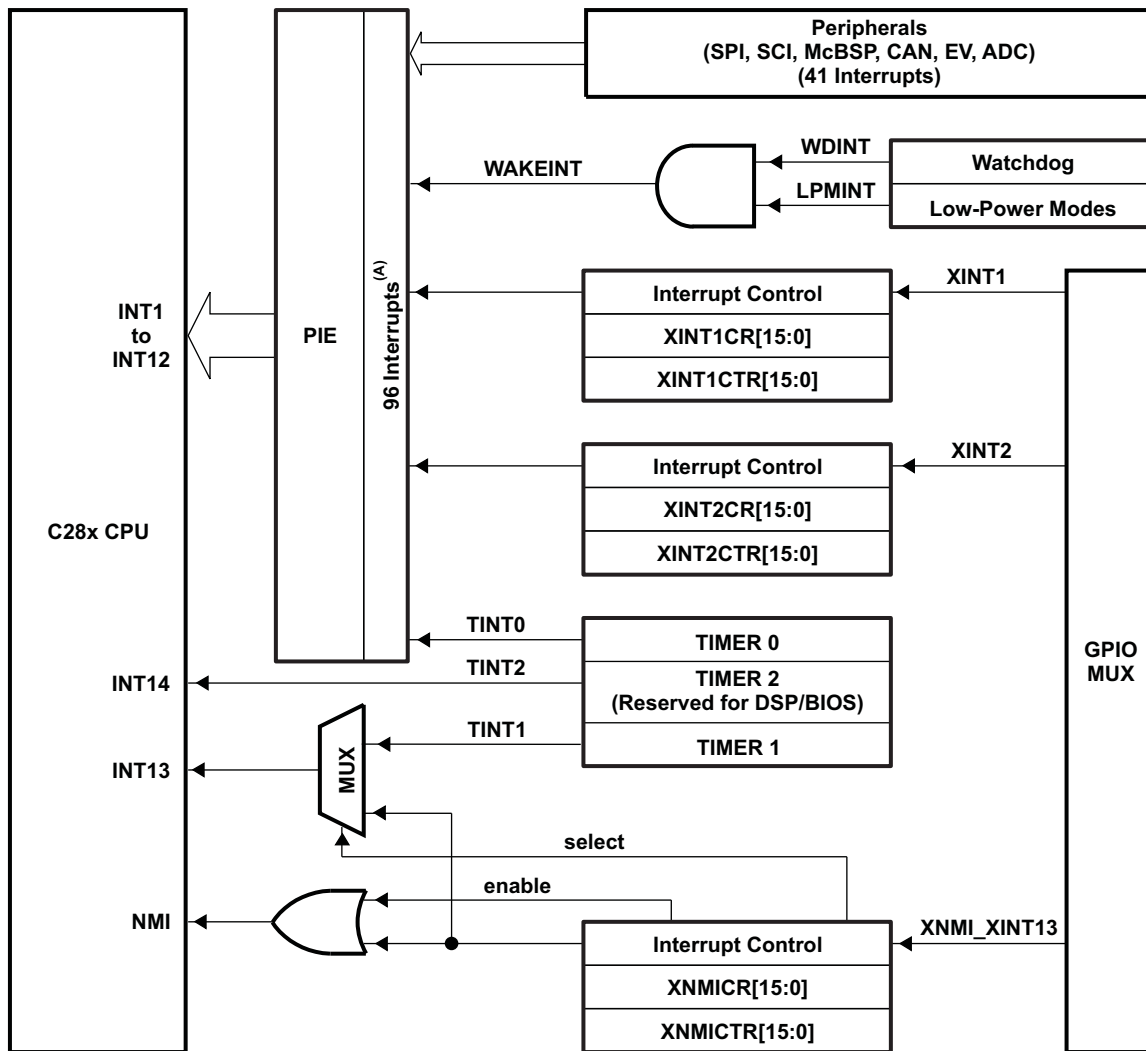 Peripherals
(SPI, SCI, McBSP, CAN, EV, ADC)
(41 Interrupts)
WDINT
Watchdog
WAKEINT
LPMINT
Low-Power Modes
96 Interrupts(A)
PIE
INT1
to
INT12
XINT1
Interrupt Control
XINT1CR[15:0]
XINT1CTR[15:0]
XINT2
Interrupt Control
XINT2CR[15:0]
XINT2CTR[15:0]
C28x CPU
GPIO
MUX
TINT0
TIMER 0
INT14
TINT2
TIMER 2
(Reserved for DSP/BIOS)
TINT1
TIMER 1
INT13
MUX
select
enable
NMI
XNMI_XINT13
Interrupt Control
XNMICR[15:0]
XNMICTR[15:0]